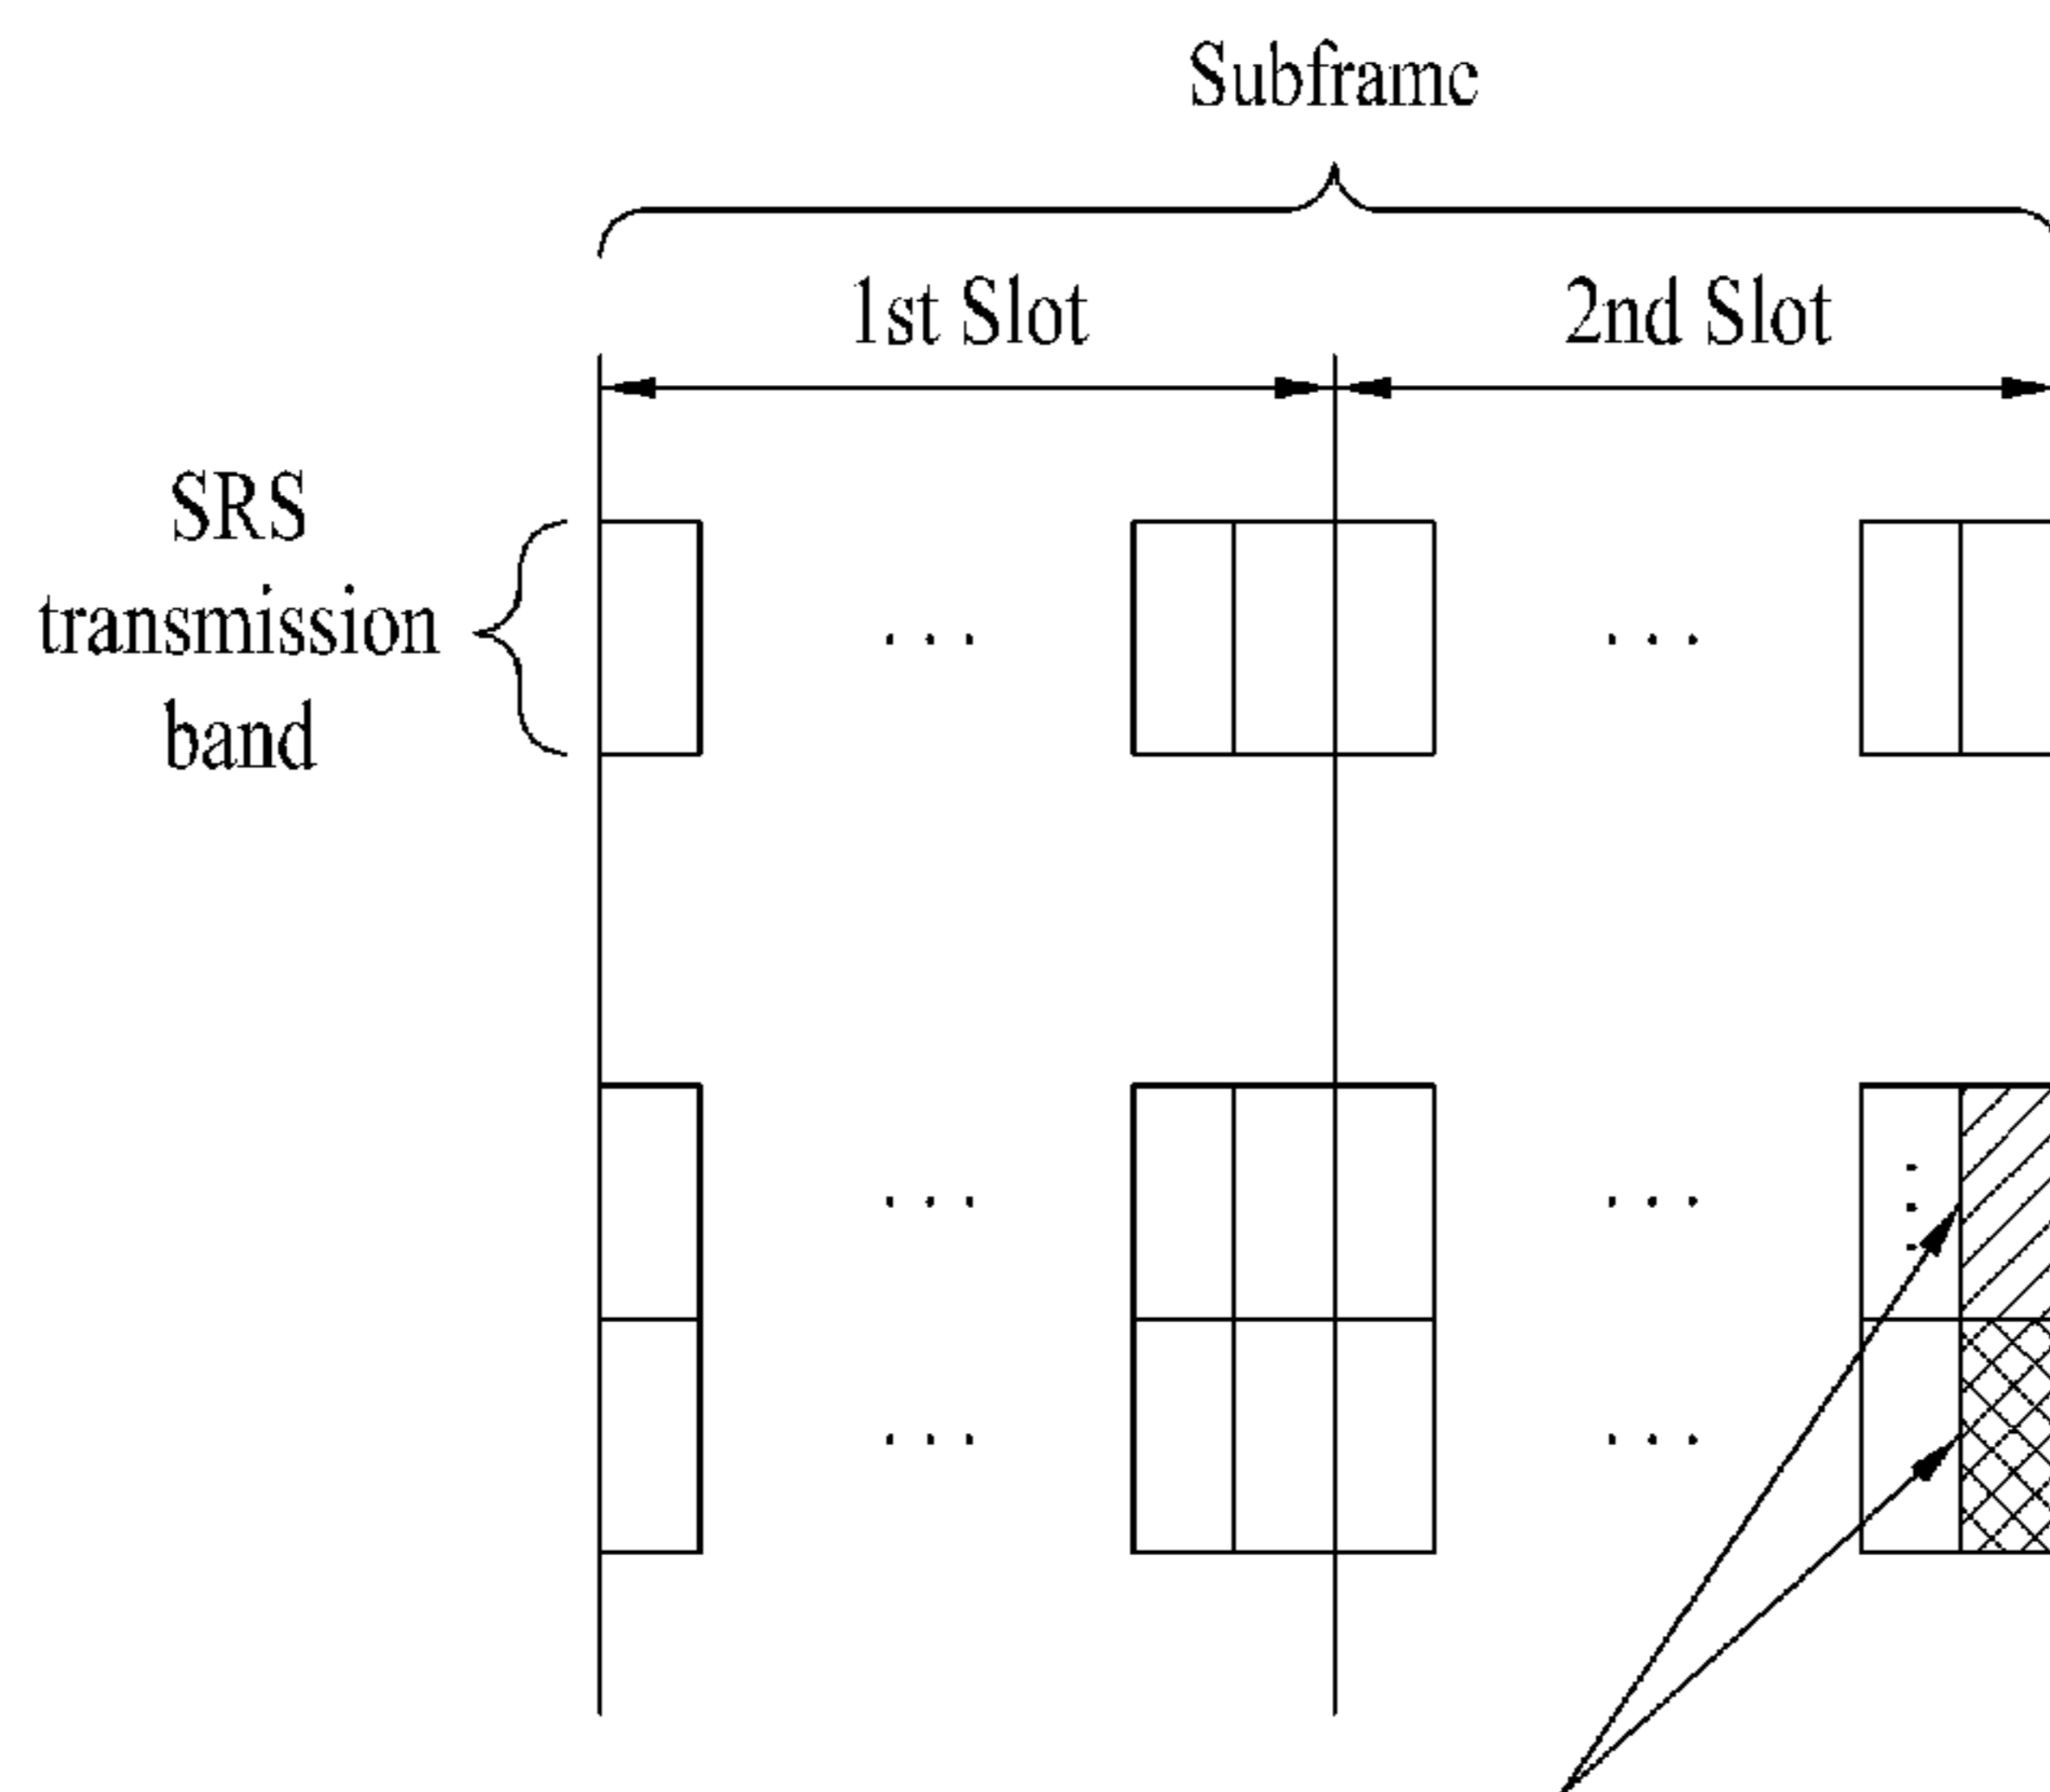 Subframe
1st Slot
2nd Slot
SRS
transmission
band